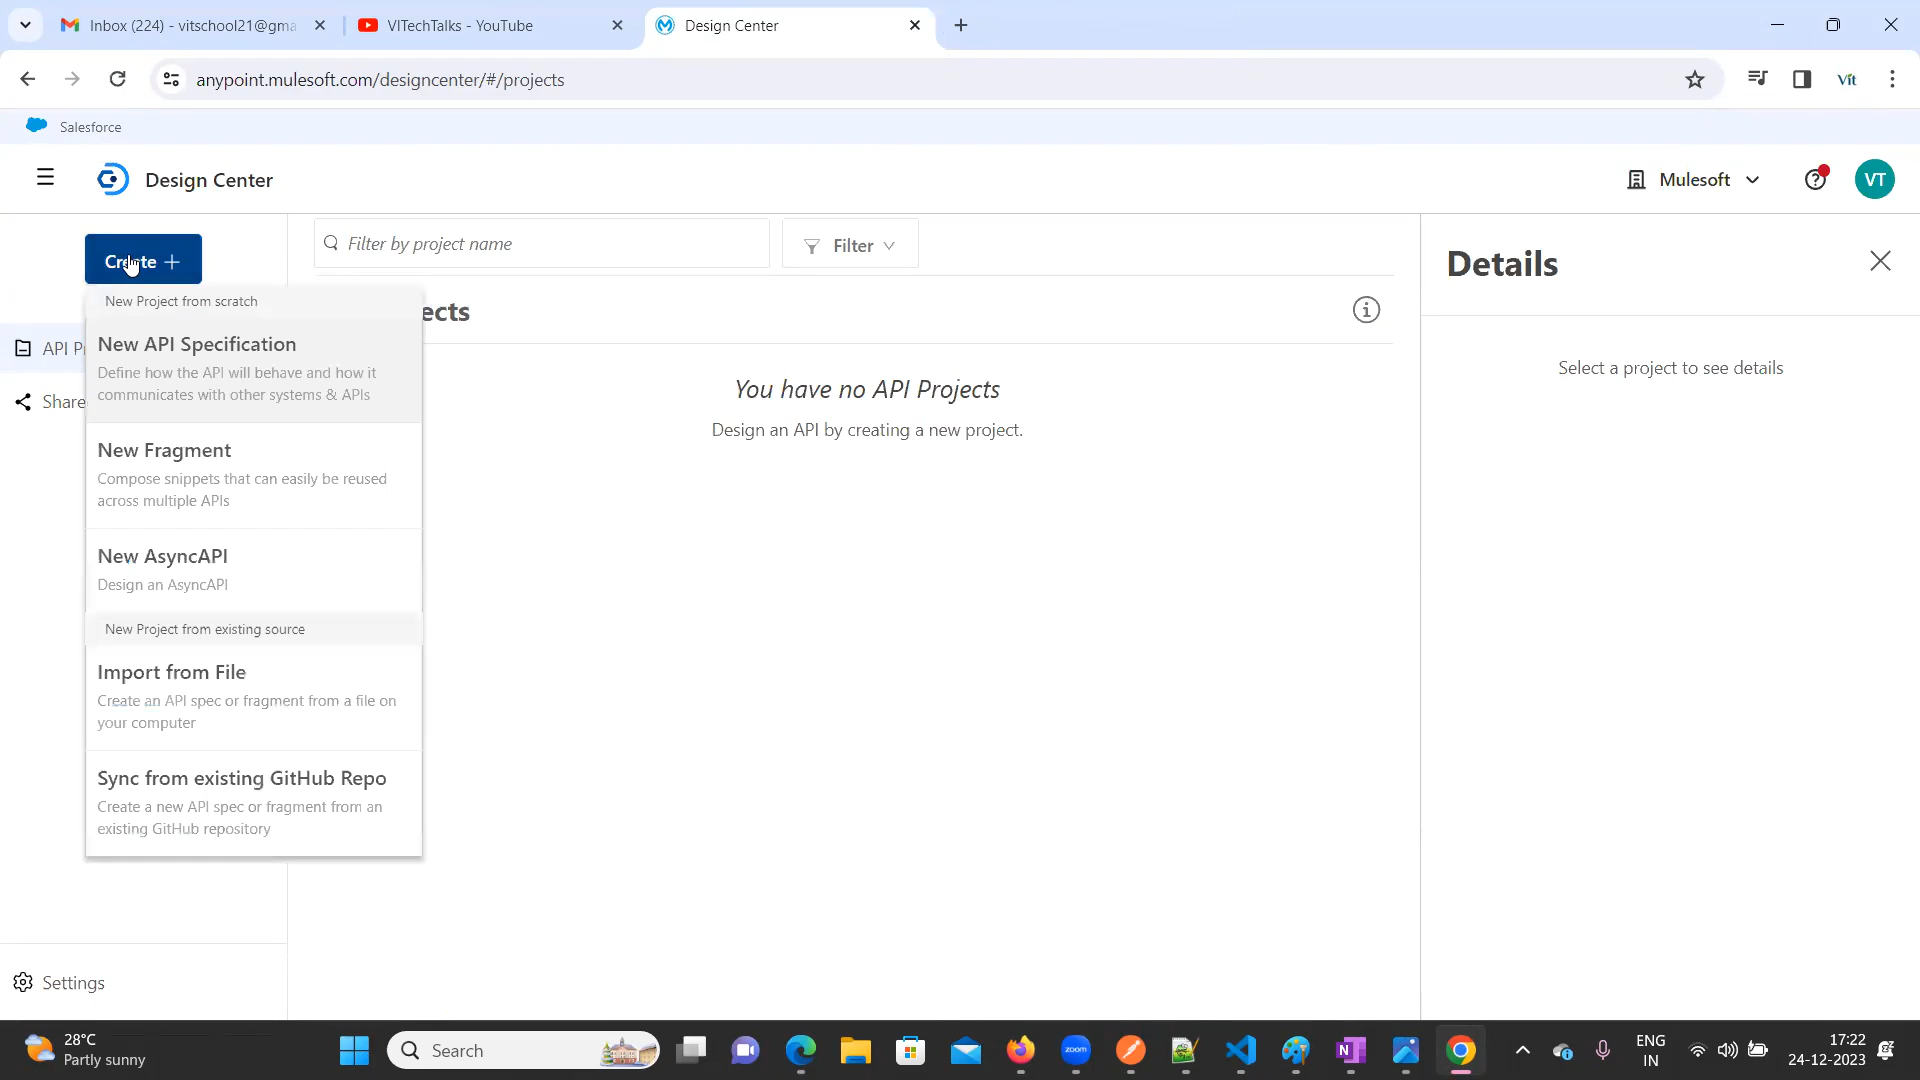 Inbox (224) - vitschool21@gma
VITechTalks - YouTube
Design Center
anypoint.mulesoft.com/designcenter/#/projects
Vit
Salesforce
Design Center
Mulesoft
VT
Create +
Filter by project name
Filter
Details
New Project from scratch
ects
New API Specification
Define how the API will behave and how it
communicates with other systems & APIs
API P
Share
You have no API Projects
Design an API by creating a new project.
Select a project to see details
New Fragment
Compose snippets that can easily be reused
across multiple APIs
New AsyncAPI
Design an AsyncAPI
New Project from existing source
Import from File
Create an API spec or fragment from a file on
your computer
Sync from existing GitHub Repo
Create a new API spec or fragment from an
existing GitHub repository
Settings
28°C
Partly sunny
Search
zoom
ENG
IN
17:22
24-12-2023